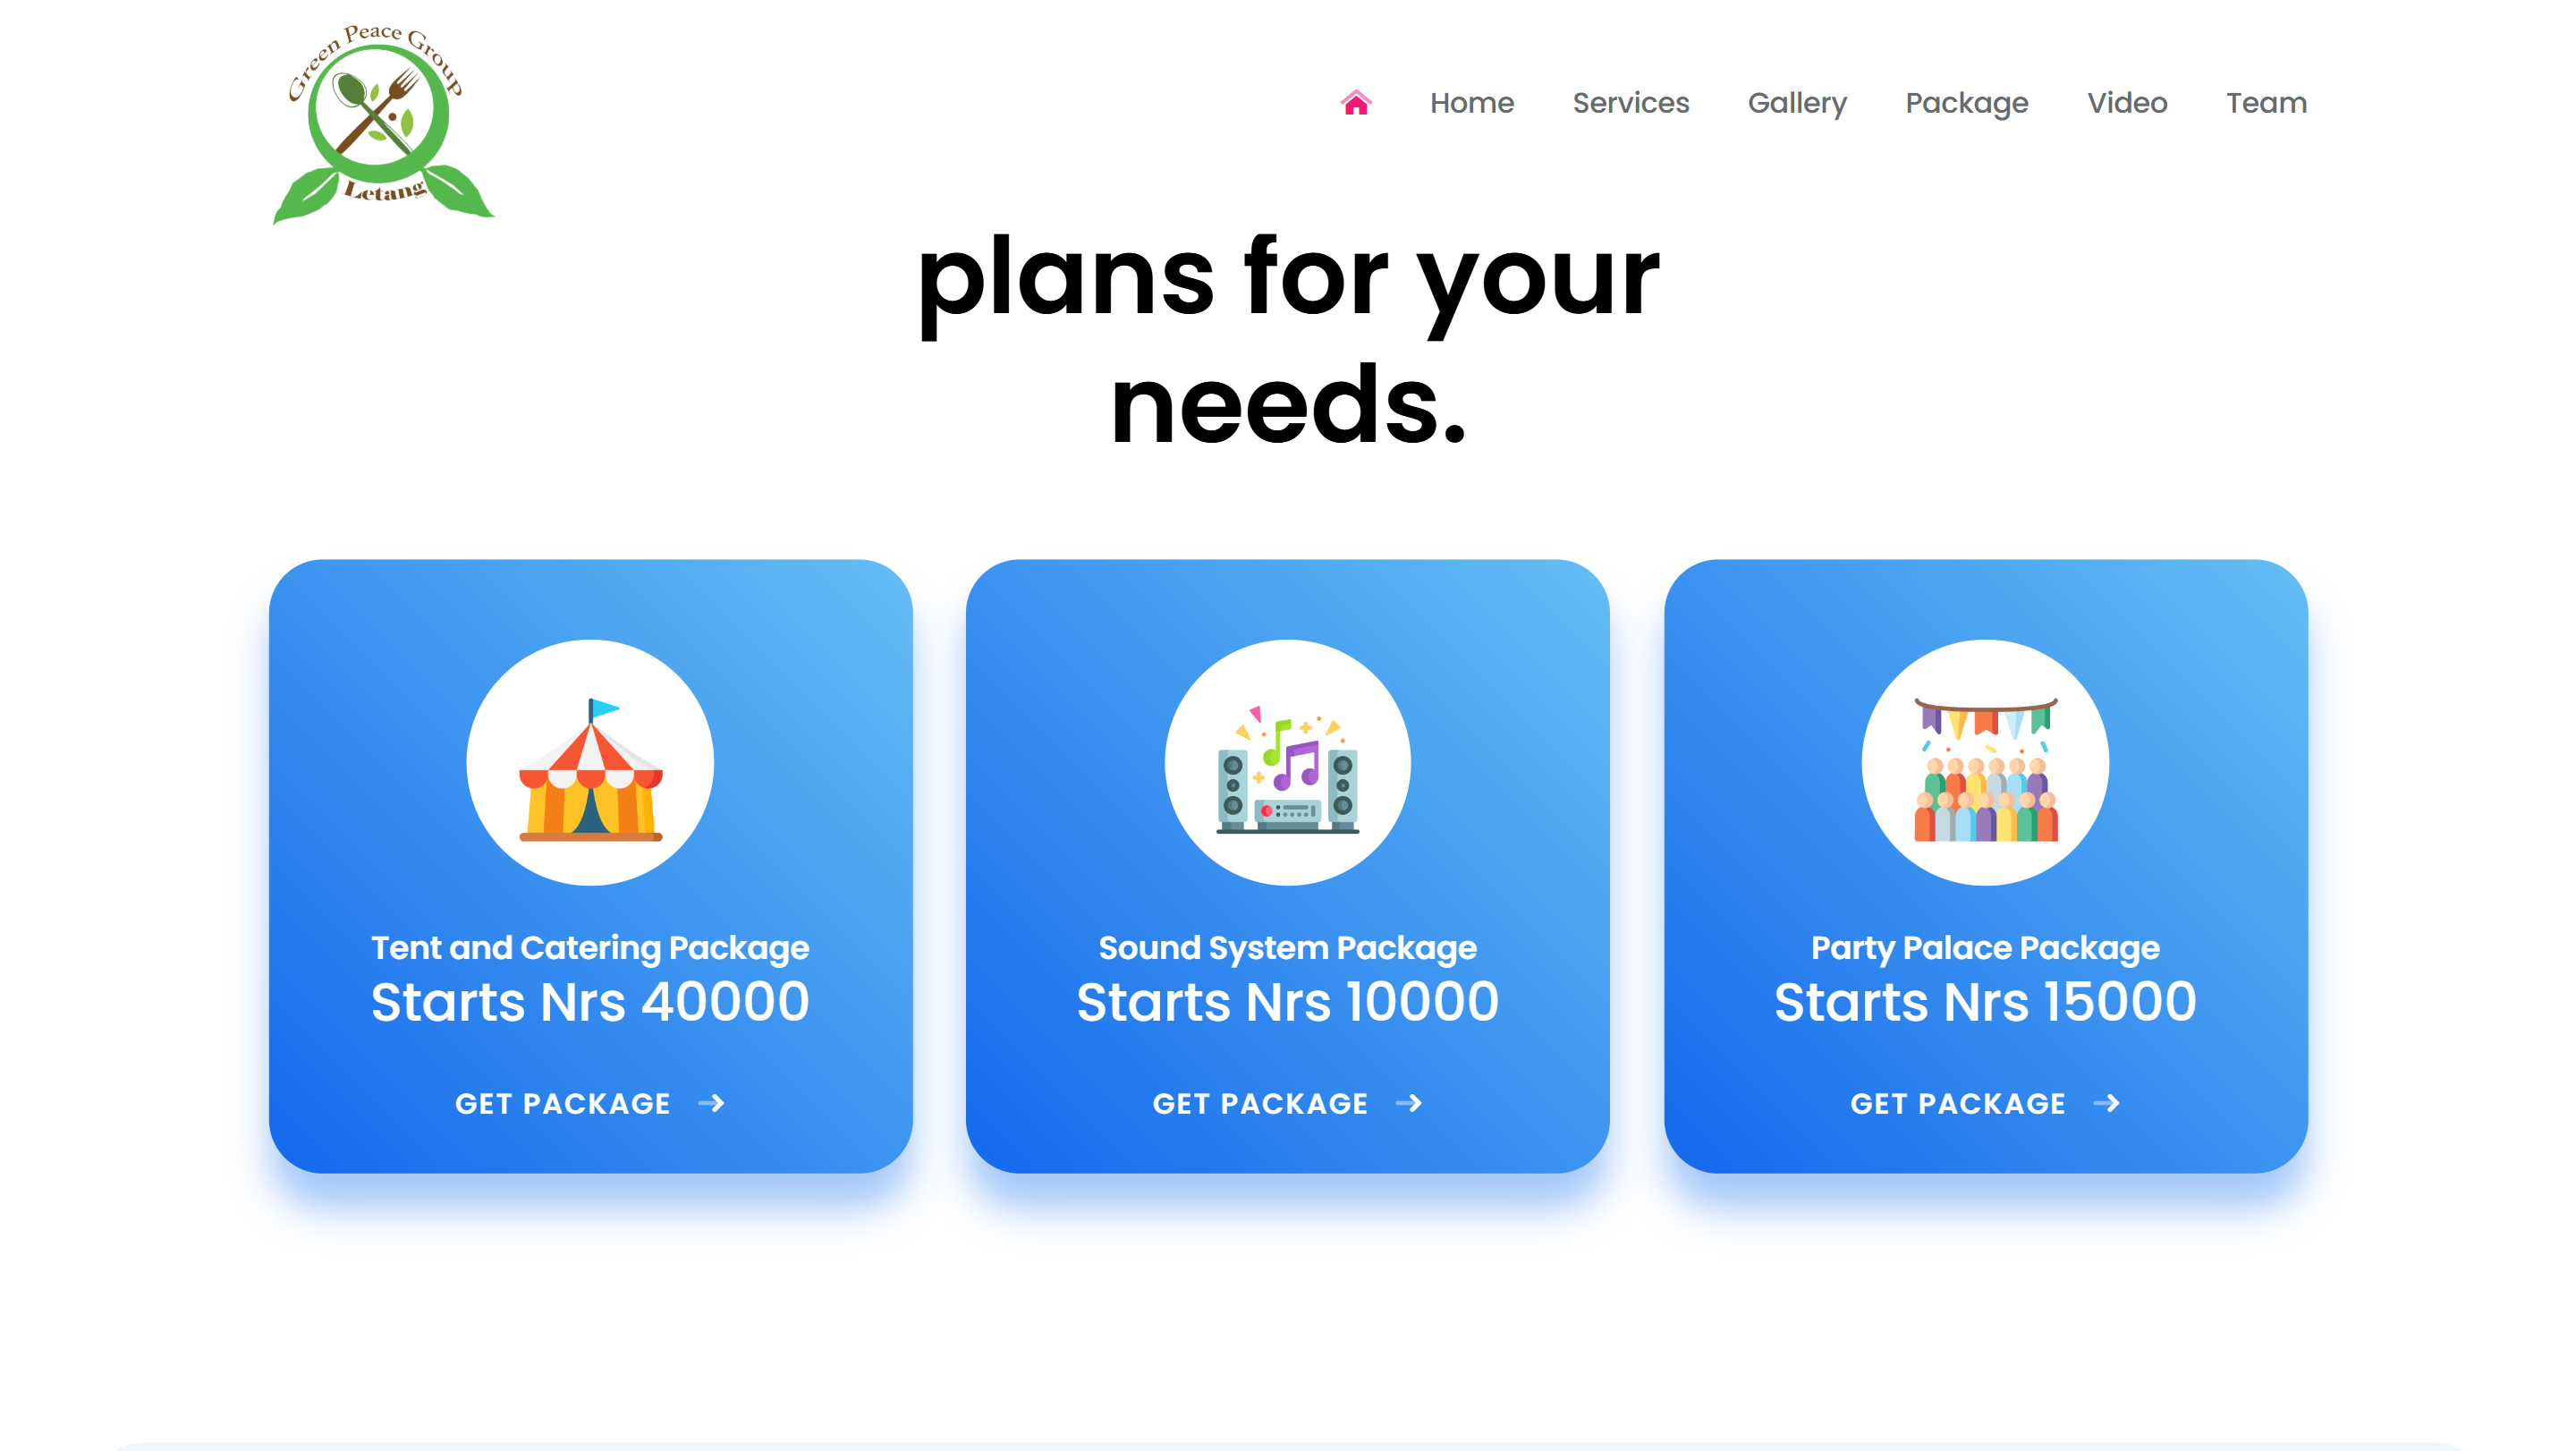 Green Peace Group
Letang
Home
Services
Gallery
Package
Video
Team
plans for your
needs.
Tent and Catering Package
Starts Nrs 40000
GET PACKAGE
Sound System Package
Starts Nrs 10000
GET PACKAGE
Party Palace Package
Starts Nrs 15000
GET PACKAGE